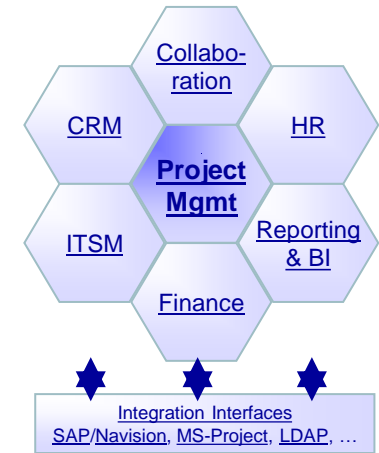 Collabo-
ration
CRM
HR
Project
Mgmt
ITSM
Reporting
& BI
Finance
Integration Interfaces
SAP/Navision, MS-Project, LDAP, …